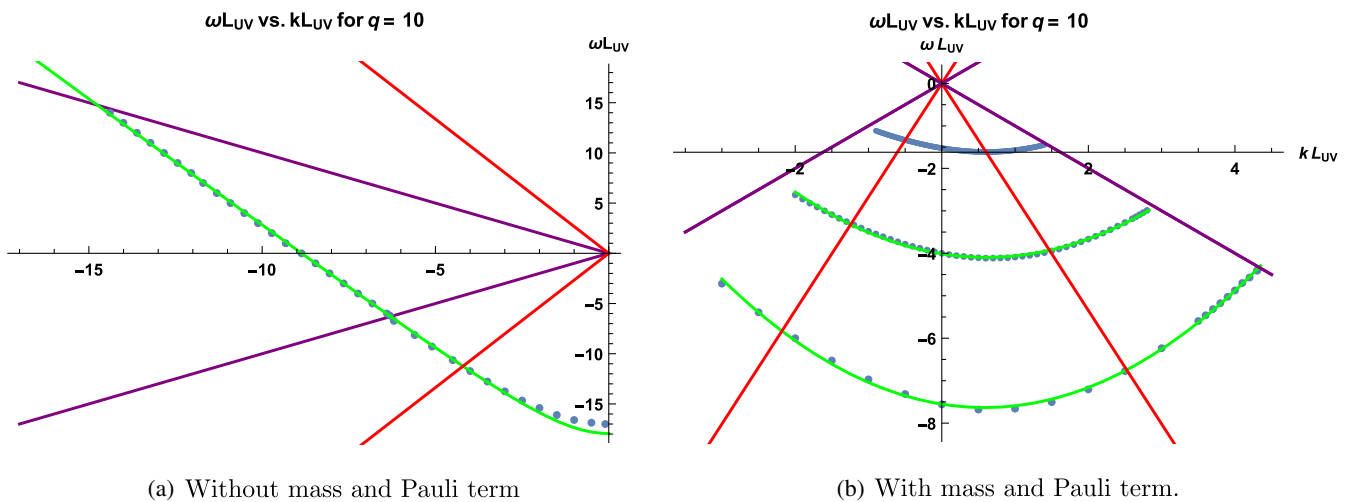 ωL_UV vs. kL_UV for q = 10
ωL_UV
15
10
5
−15
−10
−5
−5
−10
−15
(a) Without mass and Pauli term
ωL_UV vs. kL_UV for q = 10
ω L_UV
0
−2
2
4
k L_UV
−2
−4
−6
−8
(b) With mass and Pauli term.